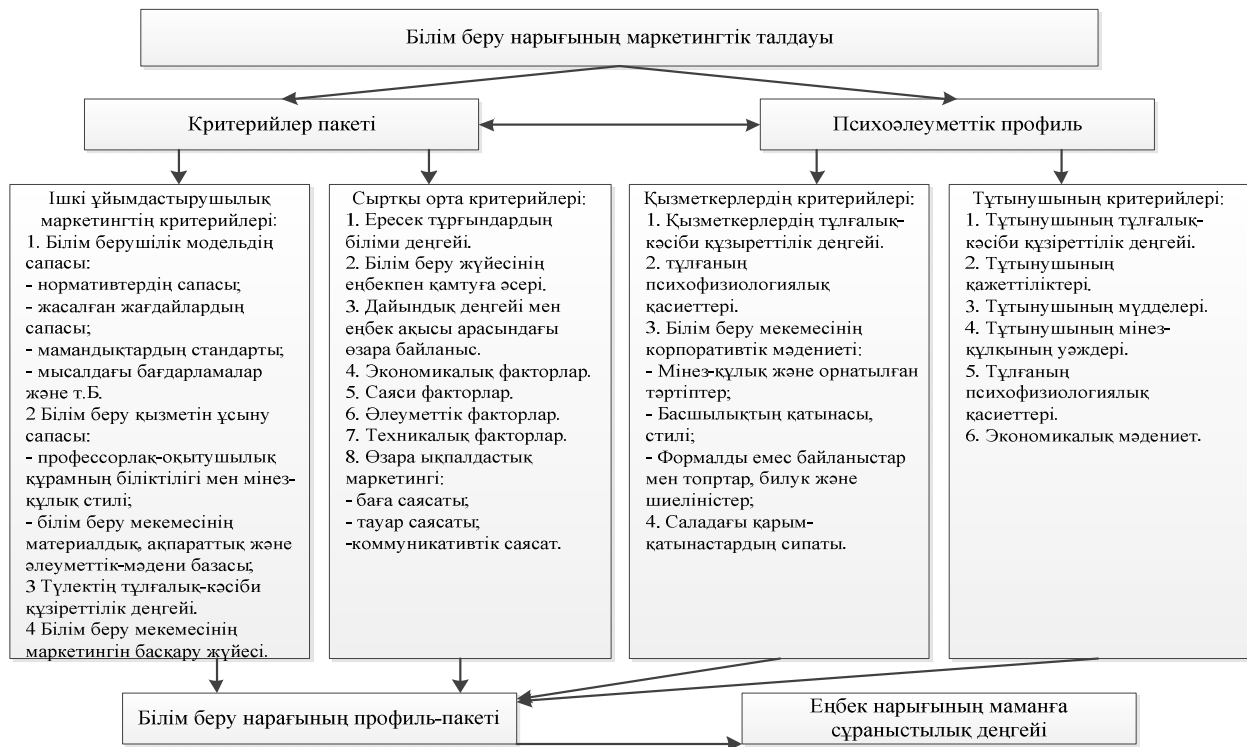 Білім беру нарығының маркетингтік талдауы
Критерийлер пакеті
Психоәлеуметтік профиль
Ішкі ұйымдастырушылық
маркетингтің критерийлері:
1. Білім берушілік модельдің
сапасы:
- нормативтердің сапасы;
- жасалған жағдайлардың
сапасы;
- мамандықтардың стандарты;
- мысалдағы бағдарламалар
және т.Б.
2 Білім беру қызметін ұсыну
сапасы:
- профессорлақ-оқытушылық
құрамның біліктілігі мен мінез-
құлық стилі;
- білім беру мекемесінің
материалдық, ақпараттық және
әлеуметтік-мәдени базасы;
3 Түлектің тұлғалық-кәсіби
құзіреттілік деңгейі.
4 Білім беру мекемесінің
маркетингін басқару жүйесі.
Сыртқы орта критерийлері:
1. Ересек тұрғындардың
білімі деңгейі.
2. Білім беру жүйесінің
еңбекпен қамтуға әсері.
3. Дайындық деңгейі мен
еңбек ақысы арасындағы
өзара байланыс.
4. Экономикалық факторлар.
5. Саяси факторлар.
6. Әлеуметтік факторлар.
7. Техникалық факторлар.
8. Өзара ықпалдастық
маркетингі:
- баға саясаты;
- тауар саясаты;
-коммуникативтік саясат.
Қызметкерлердің критерийлері:
1. Қызметкерлердің тұлғалық-
кәсіби құзыреттілік деңгейі.
2. тұлғаның
психофизиологиялық
қасиеттері.
3. Білім беру мекемесінің
корпоративтік мәдениеті:
- Мінез-құлық және орнатылған
тәртіптер;
- Басшылықтың қатынасы,
стилі;
- Формалды емес байланыстар
мен топртар, билук және
шиеліністер;
4. Саладағы қарым-
қатынастардың сипаты.
Тұтынушының критерийлері:
1. Тұтынушының тұлғалық-
кәсіби құзіреттілік деңгейі.
2. Тұтынушының
қажеттіліктері.
3. Тұтынушының мүдделері.
4. Тұтынушының мінез-
құлқының уәждері.
5. Тұлғаның
психофизиологиялық
қасиеттері.
6. Экономикалық мәдениет.
Білім беру нарағының профиль-пакеті
Еңбек нарығының маманға
сұраныстылық деңгейі